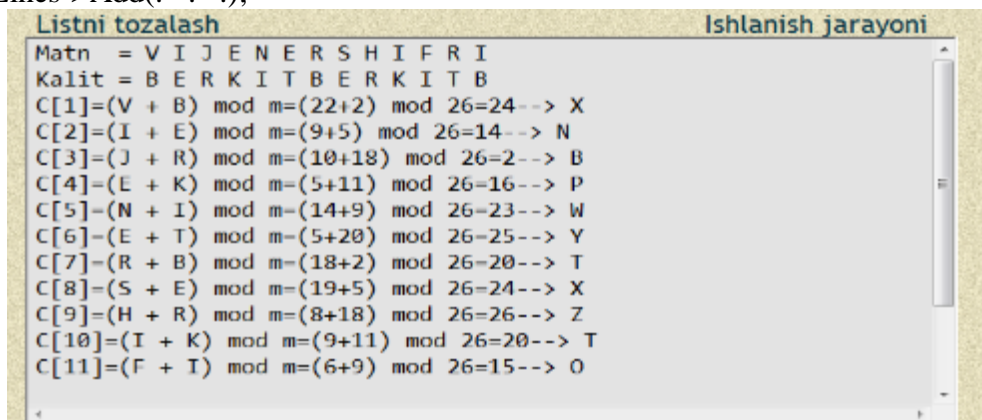 Listni tozalash Ishlanish jarayoni
Matn = V I J E N E R S H I F R I
Kalit = B E R K I T B E R K I T B
C[1]=(V + B) mod m=(22+2) mod 26=24--> X
C[2]=(I + E) mod m=(9+5) mod 26=14--> N
C[3]=(J + R) mod m=(10+18) mod 26=2--> B
C[4]=(E + K) mod m=(5+11) mod 26=16--> P
C[5]=(N + I) mod m=(14+9) mod 26=23--> W
C[6]=(E + T) mod m=(5+20) mod 26=25--> Y
C[7]=(R + B) mod m=(18+2) mod 26=20--> T
C[8]=(S + E) mod m=(19+5) mod 26=24--> X
C[9]=(H + R) mod m=(8+18) mod 26=26--> Z
C[10]=(I + K) mod m=(9+11) mod 26=20--> T
C[11]=(F + I) mod m=(6+9) mod 26=15--> O